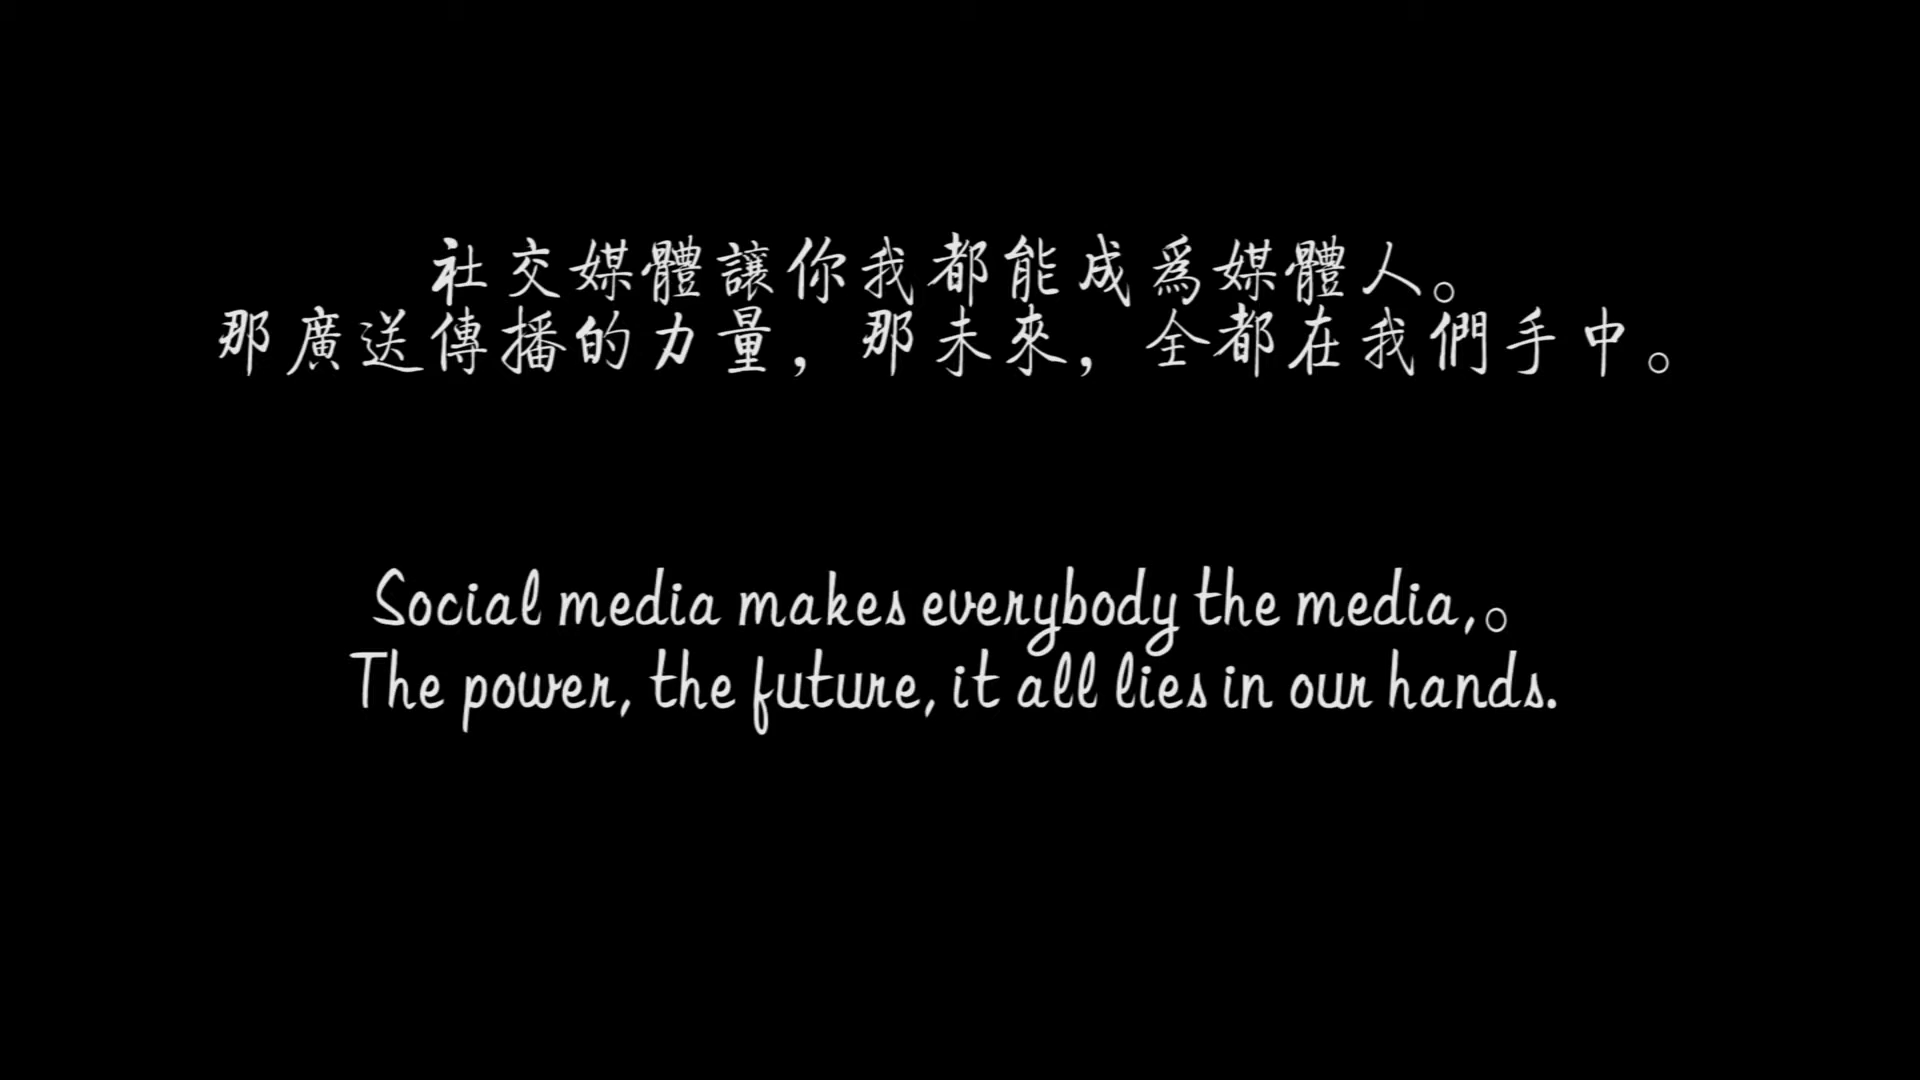 社交媒體讓你我都能成爲媒體人。
那廣送傳播的力量，那未來，全都在我們手中。
Social media makes everybody the media,。
The power, the future, it all lies in our hands.